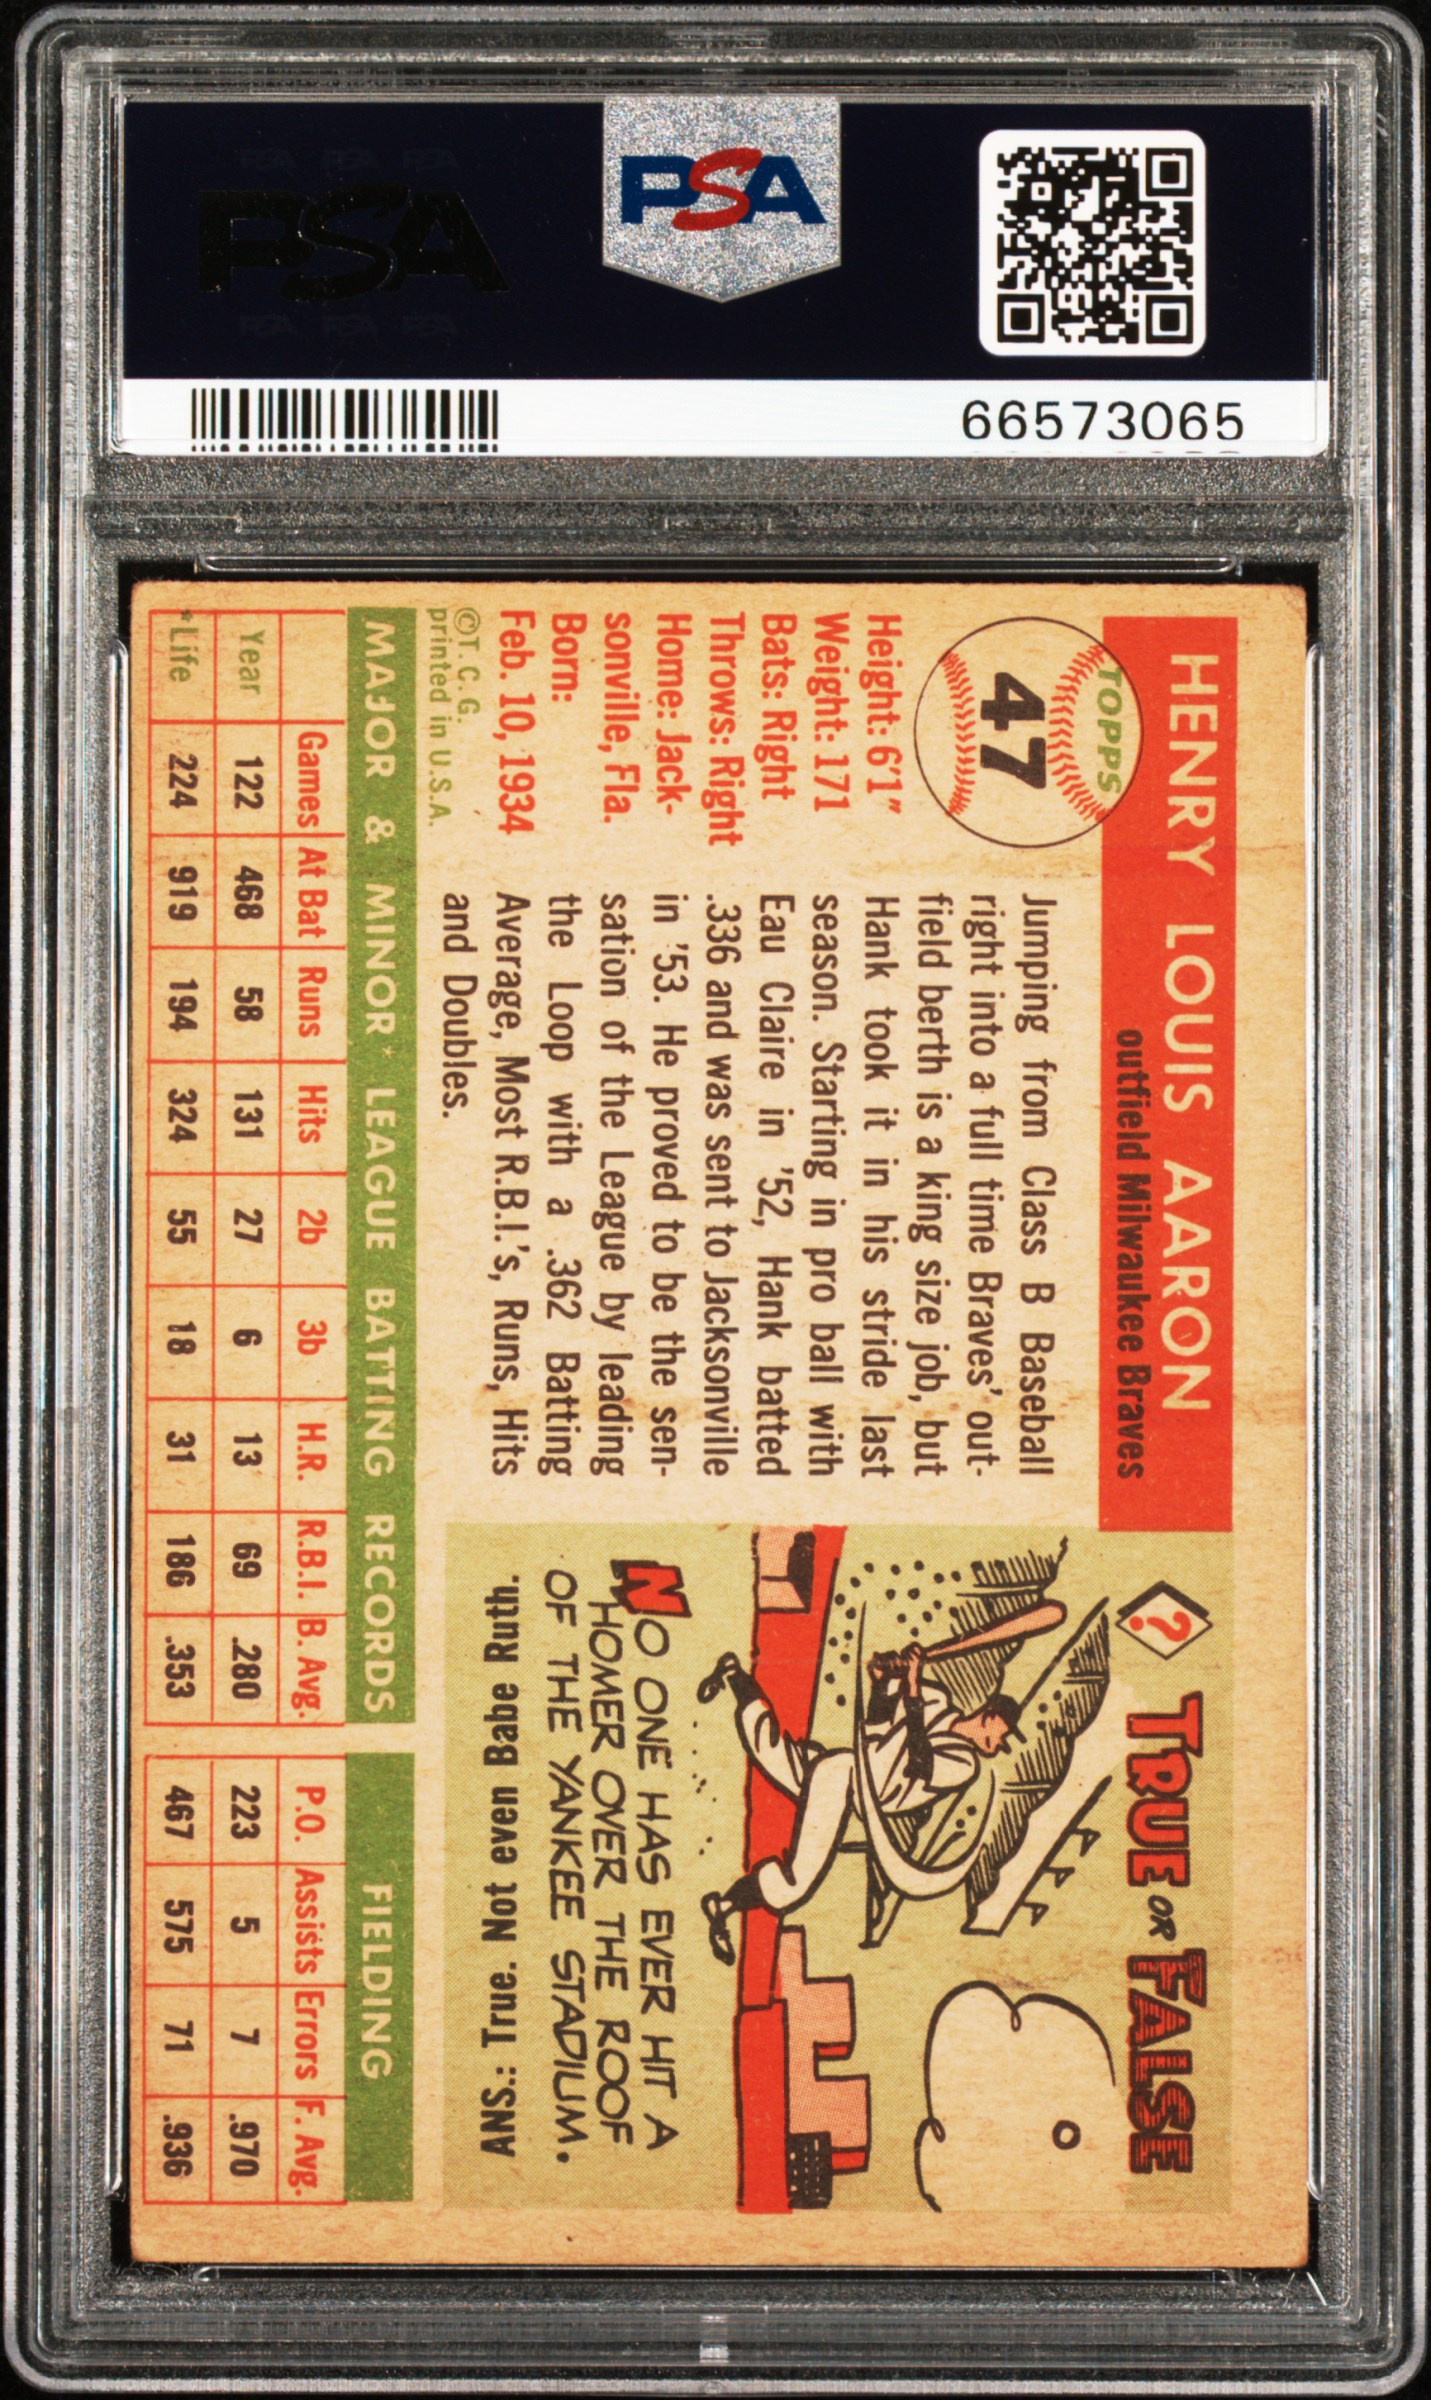 PSA PSA PSA
PSA
PSA PSA PSA
PSA
66573065
HENRY LOUIS AARON
outfield Milwaukee Braves
TOPPS
47
Height: 6'1"
Weight: 171
Bats: Right
Throws: Right
Home: Jack-
sonville, Fla.
Born:
Feb. 10, 1934
©T. C. G.
printed in U.S.A.
Jumping from Class B Baseball
right into a full time Braves' out-
field berth is a king size job, but
Hank took it in his stride last
season. Starting in pro ball with
Eau Claire in '52, Hank batted
.336 and was sent to Jacksonville
in '53. He proved to be the sen-
sation of the League by leading
the Loop with a .362 Batting
Average, Most R.B.I.'s, Runs, Hits
and Doubles.
?
TRUE OR FALSE
NO ONE HAS EVER HIT A
HOMER OVER THE ROOF
OF THE YANKEE STADIUM.
ANS.: True. Not even Babe Ruth.
MAJOR & MINOR* LEAGUE BATTING RECORDS FIELDING
Games At Bat Runs Hits 2b 3b H.R. R.B.I. B. Avg. P.O. Assists Errors F. Avg.
Year 122 468 58 131 27 6 13 69 .280 223 5 7 .970
*Life 224 919 194 324 55 18 31 186 .353 467 575 71 .936